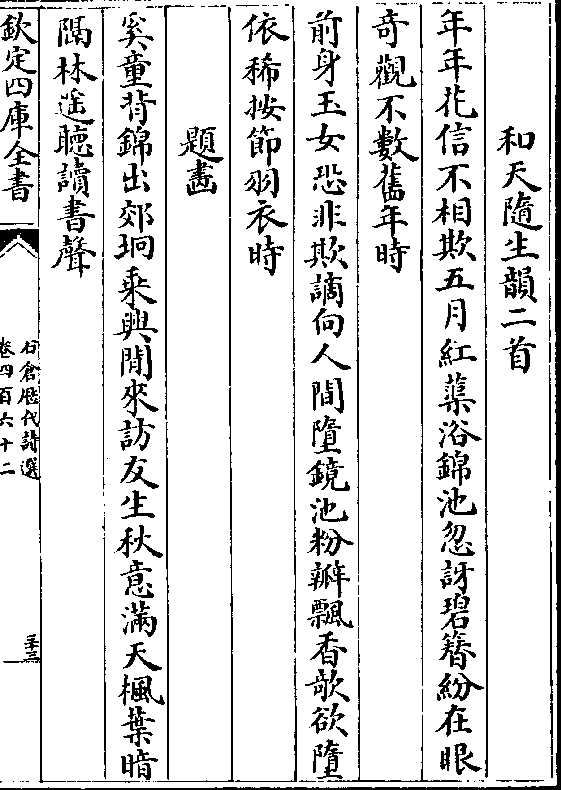 和天隨生韻二首
年年花信不相欺五月紅蕖浴錦池忽訝碧簪紛在眼
奇觀不數舊年時
前身玉女恐非欺謫向人間墮鏡池粉瓣飄香欹欲墮
依稀按節羽衣時
題畵
奚童背錦出郊坰乘興閒來訪友生秋意滿天楓葉暗
隔林遥聽讀書聲
欽定四庫全書
石倉歷代詩選
卷四百六十二
三十三